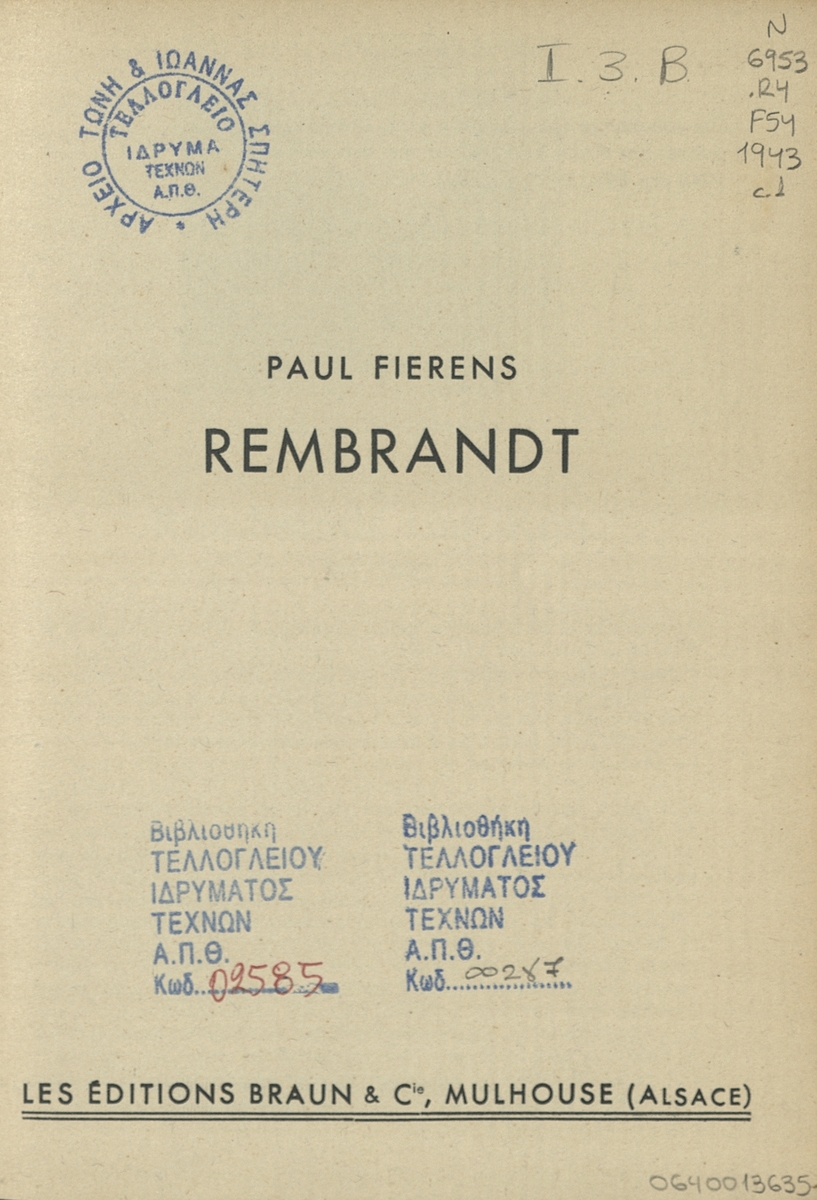 ΑΡΧΕΙΟ ΤΩΝΗ & ΙΩΑΝΝΑΣ ΣΠΗΤΕΡΗ *
ΤΕΛΛΟΓΛΕΙΟ
ΙΔΡΥΜΑ
ΤΕΧΝΩΝ
Α.Π.Θ.
I. 3. B
N
6953
.R4
F54
1943
c.1
PAUL FIERENS
REMBRANDT
Βιβλιοθήκη
ΤΕΛΛΟΓΛΕΙΟΥ
ΙΔΡΥΜΑΤΟΣ
ΤΕΧΝΩΝ
Α.Π.Θ.
Κωδ..02585
Βιβλιοθήκη
ΤΕΛΛΟΓΛΕΙΟΥ
ΙΔΡΥΜΑΤΟΣ
ΤΕΧΝΩΝ
Α.Π.Θ.
Κωδ...00287
LES ÉDITIONS BRAUN & Cie, MULHOUSE (ALSACE)
0640013635